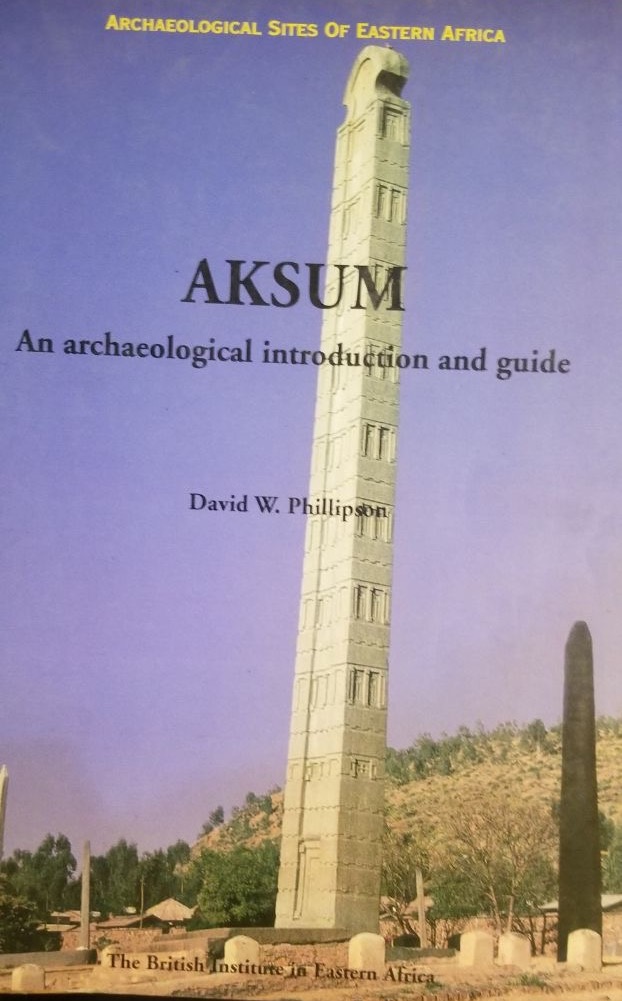 ARCHAEOLOGICAL SITES OF EASTERN AFRICA
AKSUM
An archaeological introduction and guide
David W. Phillipson
The British Institute in Eastern Africa